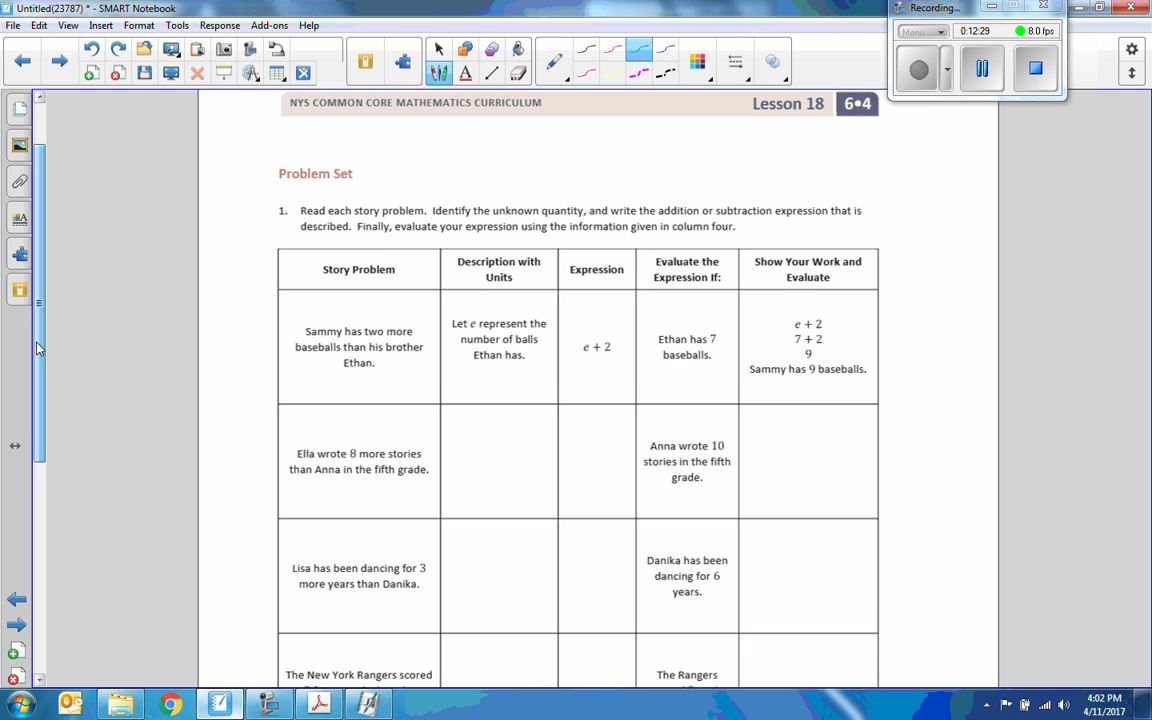 Untitled(23787) * - SMART Notebook
Recording...
File Edit View Insert Format Tools Response Add-ons Help
Menu
0:12:29
8.0 fps
NYS COMMON CORE MATHEMATICS CURRICULUM
Lesson 18
6•4
Problem Set
1. Read each story problem. Identify the unknown quantity, and write the addition or subtraction expression that is
described. Finally, evaluate your expression using the information given in column four.
Story Problem
Description with
Units
Expression
Evaluate the
Expression If:
Show Your Work and
Evaluate
Sammy has two more
baseballs than his brother
Ethan.
Let e represent the
number of balls
Ethan has.
e + 2
Ethan has 7
baseballs.
e + 2
7 + 2
9
Sammy has 9 baseballs.
Ella wrote 8 more stories
than Anna in the fifth grade.
Anna wrote 10
stories in the fifth
grade.
Lisa has been dancing for 3
more years than Danika.
Danika has been
dancing for 6
years.
The New York Rangers scored
The Rangers
4:02 PM
4/11/2017